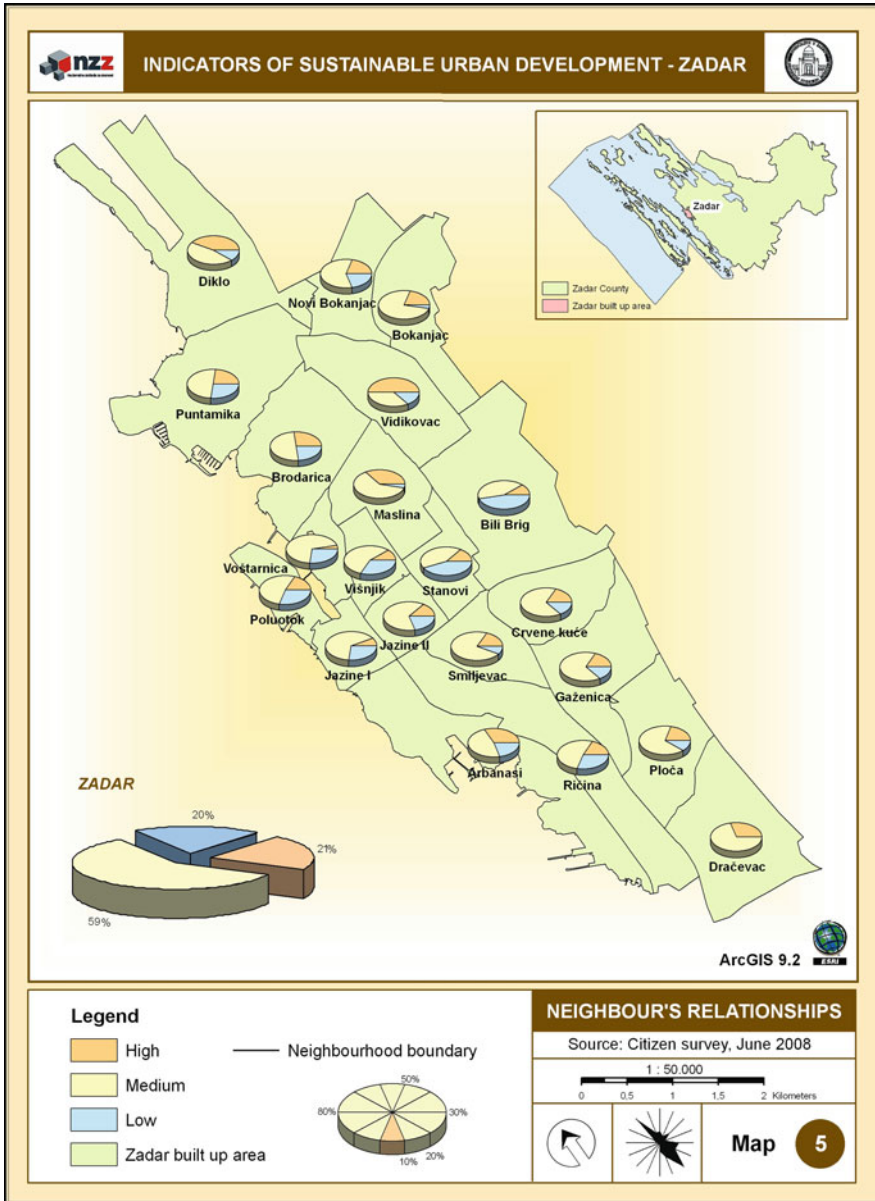 nzz
INDICATORS OF SUSTAINABLE URBAN DEVELOPMENT - ZADAR
Zadar
Zadar County
Zadar built up area
Diklo
Novi Bokanjac
Bokanjac
Puntamika
Vidikovac
Brodarica
Maslina
Bili Brig
Voštarnica
Višnjik
Stanovi
Poluotok
Jazine II
Crvene kuće
Jazine I
Smiljevac
Gaženica
Arbanasi
Ričina
Ploča
Dračevac
ZADAR
20%
21%
59%
ArcGIS 9.2
ESRI
Legend
High
Medium
Low
Zadar built up area
Neighbourhood boundary
50%
80%
30%
20%
10%
NEIGHBOUR'S RELATIONSHIPS
Source: Citizen survey, June 2008
1 : 50.000
0 0,5 1 1,5 2 Kilometers
Map 5